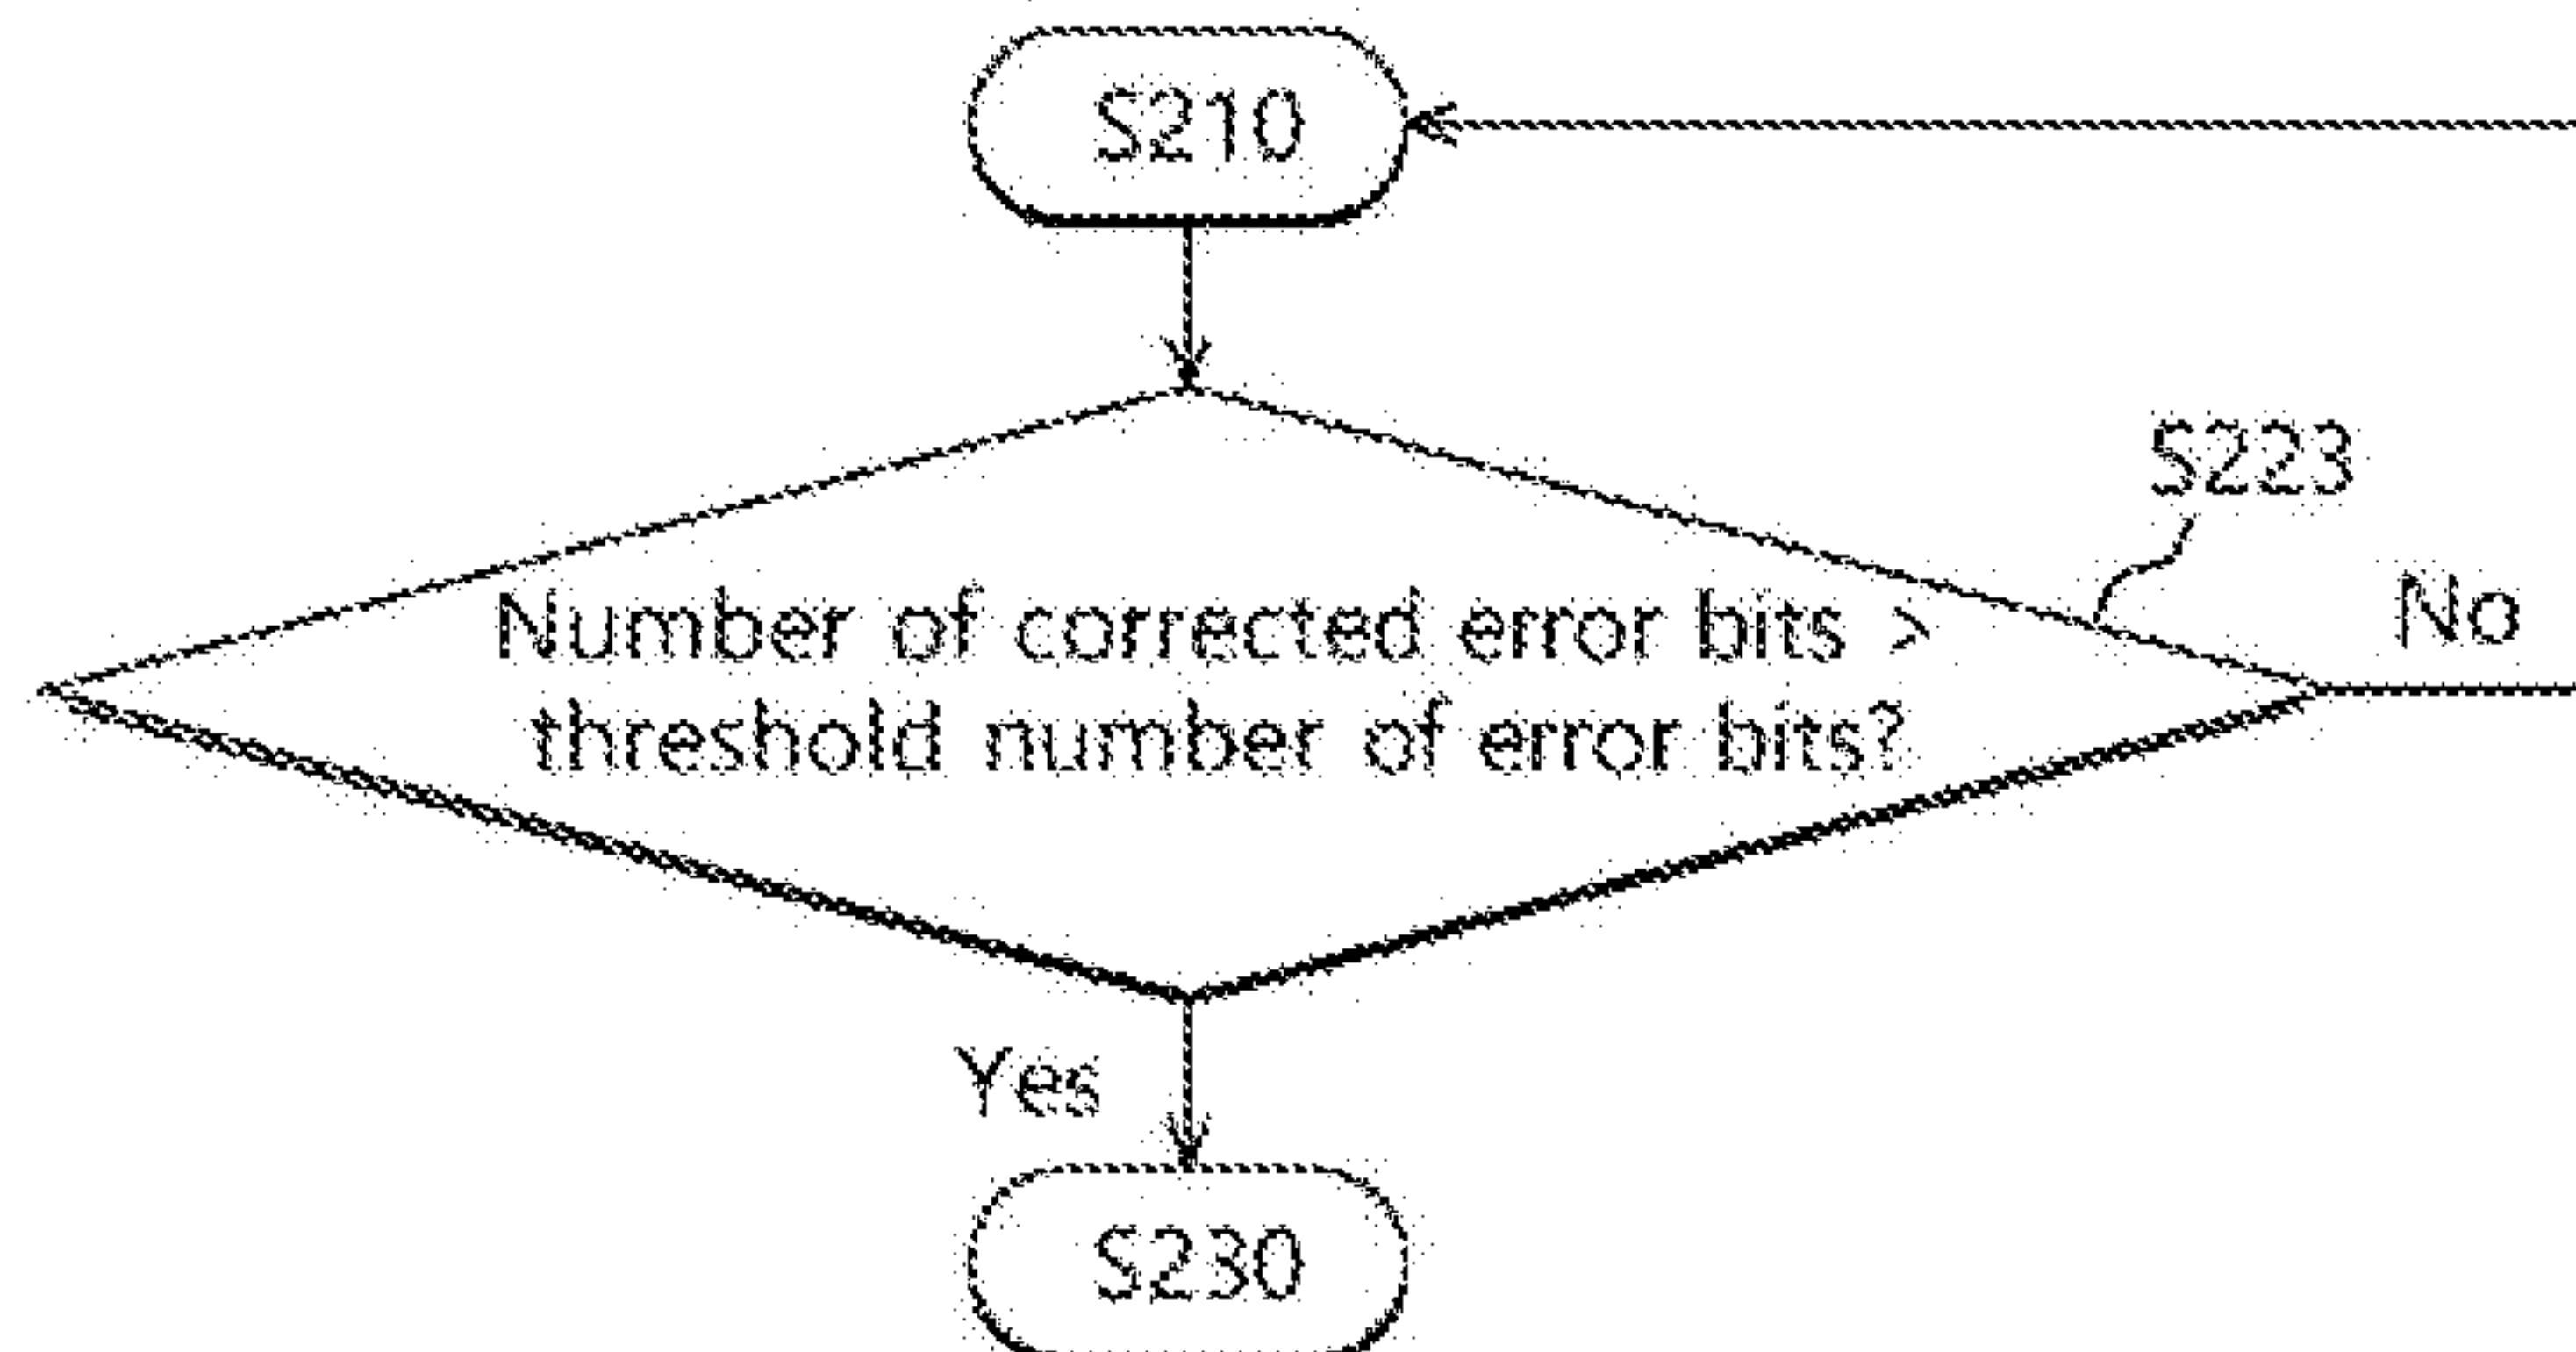 S210
S223
Number of corrected error bits >
No
threshold number of error bits?
Yes
S230